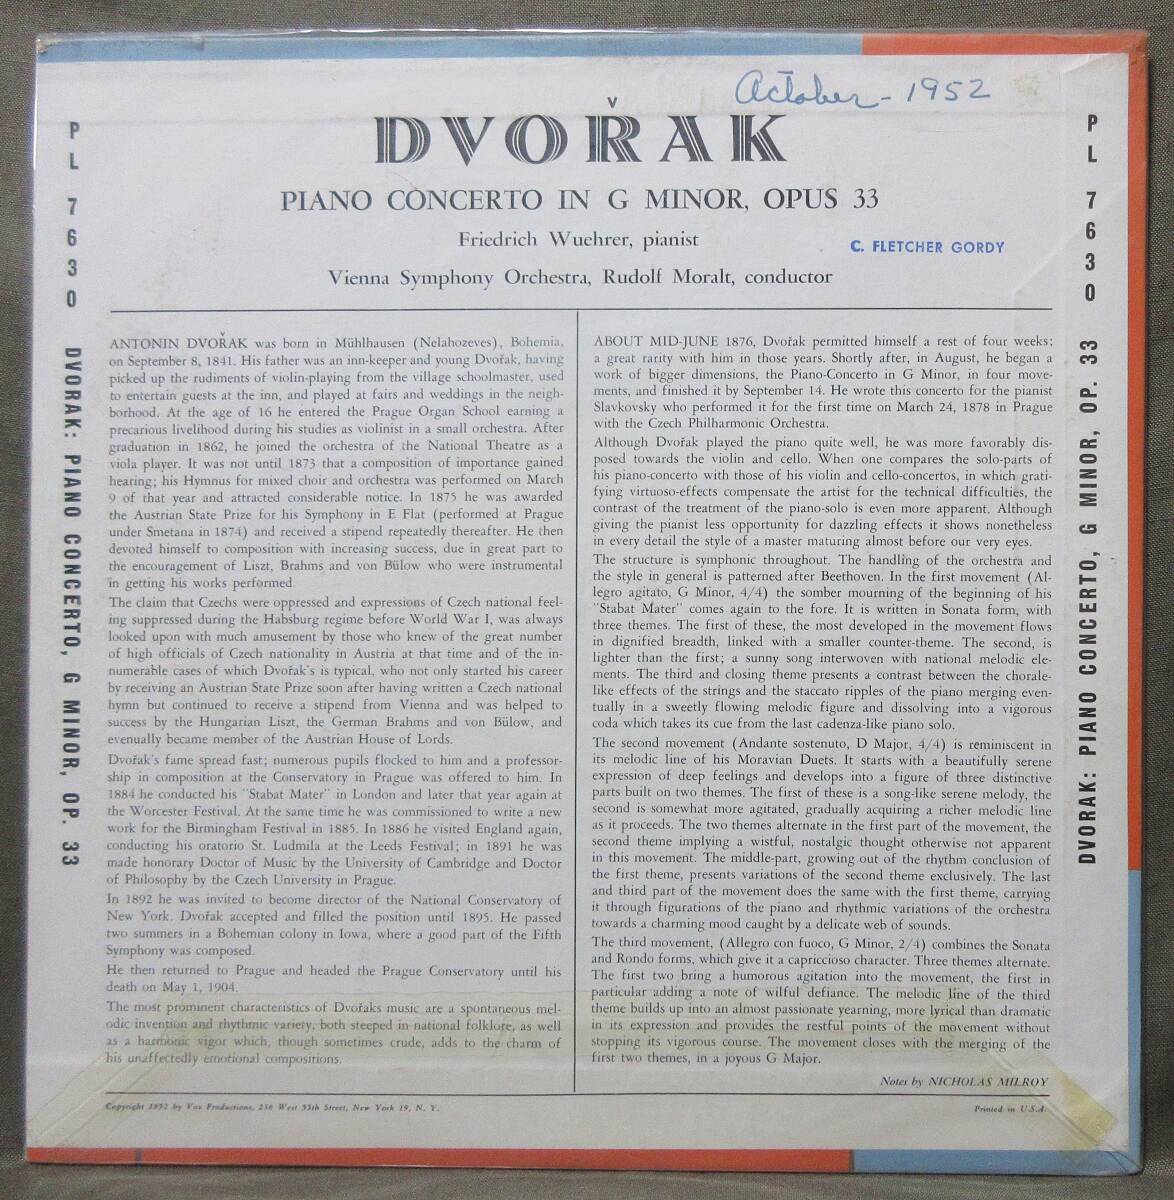 October - 1952
DVOŘAK
PIANO CONCERTO IN G MINOR, OPUS 33
Friedrich Wuehrer, pianist
C. FLETCHER GORDY
Vienna Symphony Orchestra, Rudolf Moralt, conductor
PL 7630 DVORAK: PIANO CONCERTO, G MINOR, OP. 33
ANTONIN DVOŘAK was born in Mühlhausen (Nelahozeves), Bohemia,
on September 8, 1841. His father was an inn-keeper and young Dvořak, having
picked up the rudiments of violin-playing from the village schoolmaster, used
to entertain guests at the inn, and played at fairs and weddings in the neigh-
borhood. At the age of 16 he entered the Prague Organ School earning a
precarious livelihood during his studies as violinist in a small orchestra. After
graduation in 1862, he joined the orchestra of the National Theatre as a
viola player. It was not until 1873 that a composition of importance gained
hearing; his Hymnus for mixed choir and orchestra was performed on March
9 of that year and attracted considerable notice. In 1875 he was awarded
the Austrian State Prize for his Symphony in E Flat (performed at Prague
under Smetana in 1874) and received a stipend repeatedly thereafter. He then
devoted himself to composition with increasing success, due in great part to
the encouragement of Liszt, Brahms and von Bülow who were instrumental
in getting his works performed.
The claim that Czechs were oppressed and expressions of Czech national feel-
ing suppressed during the Habsburg regime before World War I, was always
looked upon with much amusement by those who knew of the great number
of high officials of Czech nationality in Austria at that time and of the in-
numerable cases of which Dvořak's is typical, who not only started his career
by receiving an Austrian State Prize soon after having written a Czech national
hymn but continued to receive a stipend from Vienna and was helped to
success by the Hungarian Liszt, the German Brahms and von Bülow, and
eventually became member of the Austrian House of Lords.
Dvořak's fame spread fast; numerous pupils flocked to him and a professor-
ship in composition at the Conservatory in Prague was offered to him. In
1884 he conducted his "Stabat Mater" in London and later that year again at
the Worcester Festival. At the same time he was commissioned to write a new
work for the Birmingham Festival in 1885. In 1886 he visited England again,
conducting his oratorio St. Ludmila at the Leeds Festival; in 1891 he was
made honorary Doctor of Music by the University of Cambridge and Doctor
of Philosophy by the Czech University in Prague.
In 1892 he was invited to become director of the National Conservatory of
New York. Dvořak accepted and filled the position until 1895. He passed
two summers in a Bohemian colony in Iowa, where a good part of the Fifth
Symphony was composed.
He then returned to Prague and headed the Prague Conservatory until his
death on May 1, 1904.
The most prominent characteristics of Dvořaks music are a spontaneous mel-
odic invention and rhythmic variety, both steeped in national folklore, as well
as a harmonic vigor which, though sometimes crude, adds to the charm of
his unaffectedly emotional compositions.
ABOUT MID-JUNE 1876, Dvořak permitted himself a rest of four weeks;
a great rarity with him in those years. Shortly after, in August, he began a
work of bigger dimensions, the Piano-Concerto in G Minor, in four move-
ments, and finished it by September 14. He wrote this concerto for the pianist
Slavkovsky who performed it for the first time on March 24, 1878 in Prague
with the Czech Philharmonic Orchestra.
Although Dvořak played the piano quite well, he was more favorably dis-
posed towards the violin and cello. When one compares the solo-parts of
his piano-concerto with those of his violin and cello-concertos, in which grati-
fying virtuoso-effects compensate the artist for the technical difficulties, the
contrast of the treatment of the piano-solo is even more apparent. Although
giving the pianist less opportunity for dazzling effects it shows nonetheless
in every detail the style of a master maturing almost before our very eyes.
The structure is symphonic throughout. The handling of the orchestra and
the style in general is patterned after Beethoven. In the first movement (Al-
legro agitato, G Minor, 4/4) the somber mourning of the beginning of his
"Stabat Mater" comes again to the fore. It is written in Sonata form, with
three themes. The first of these, the most developed in the movement flows
in dignified breadth, linked with a smaller counter-theme. The second, is
lighter than the first; a sunny song interwoven with national melodic ele-
ments. The third and closing theme presents a contrast between the chorale-
like effects of the strings and the staccato ripples of the piano merging even-
tually in a sweetly flowing melodic figure and dissolving into a vigorous
coda which takes its cue from the last cadenza-like piano solo.
The second movement (Andante sostenuto, D Major, 4/4) is reminiscent in
its melodic line of his Moravian Duets. It starts with a beautifully serene
expression of deep feelings and develops into a figure of three distinctive
parts built on two themes. The first of these is a song-like serene melody, the
second is somewhat more agitated, gradually acquiring a richer melodic line
as it proceeds. The two themes alternate in the first part of the movement, the
second theme implying a wistful, nostalgic thought otherwise not apparent
in this movement. The middle-part, growing out of the rhythm conclusion of
the first theme, presents variations of the second theme exclusively. The last
and third part of the movement does the same with the first theme, carrying
it through figurations of the piano and rhythmic variations of the orchestra
towards a charming mood caught by a delicate web of sounds.
The third movement, (Allegro con fuoco, G Minor, 2/4) combines the Sonata
and Rondo forms, which give it a capriccioso character. Three themes alternate.
The first two bring a humorous agitation into the movement, the first in
particular adding a note of wilful defiance. The melodic line of the third
theme builds up into an almost passionate yearning, more lyrical than dramatic
in its expression and provides the restful points of the movement without
stopping its vigorous course. The movement closes with the merging of the
first two themes, in a joyous G Major.
Notes by NICHOLAS MILROY
PL 7630 DVORAK: PIANO CONCERTO, G MINOR, OP. 33
Copyright 1952 by Vox Productions, 236 West 55th Street, New York 19, N. Y.
Printed in U.S.A.